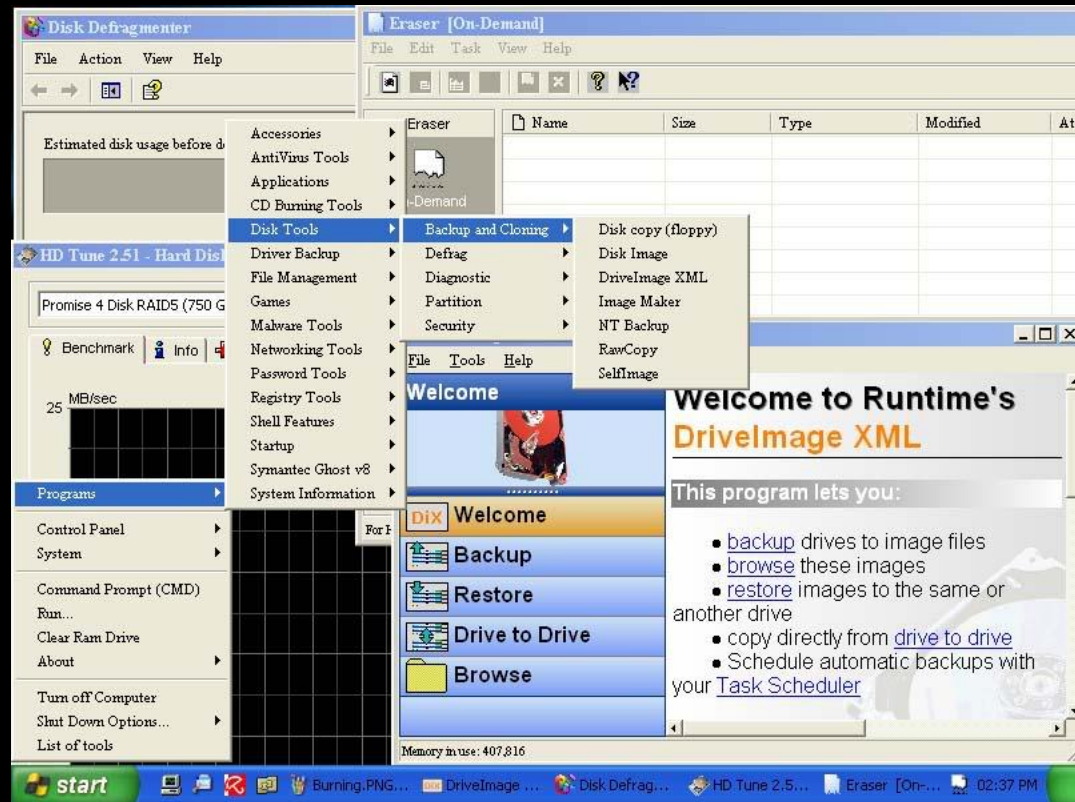 Disk Defragmenter
File Action View Help
Estimated disk usage before d
Eraser [On-Demand]
File Edit Task View Help
Eraser
-Demand
Name Size Type Modified At
For H
HD Tune 2.51 - Hard Disk
Promise 4 Disk RAID5 (750 G
Benchmark Info
MB/sec
25
Programs
Control Panel
System
Command Prompt (CMD)
Run...
Clear Ram Drive
About
Turn off Computer
Shut Down Options...
List of tools
Accessories
AntiVirus Tools
Applications
CD Burning Tools
Disk Tools
Driver Backup
File Management
Games
Malware Tools
Networking Tools
Password Tools
Registry Tools
Shell Features
Startup
Symantec Ghost v8
System Information
Backup and Cloning
Defrag
Diagnostic
Partition
Security
Disk copy (floppy)
Disk Image
DriveImage XML
Image Maker
NT Backup
RawCopy
SelfImage
File Tools Help
Welcome
DiX Welcome
Backup
Restore
Drive to Drive
Browse
Welcome to Runtime's
DriveImage XML
This program lets you:
• backup drives to image files
• browse these images
• restore images to the same or
another drive
• copy directly from drive to drive
• Schedule automatic backups with
your Task Scheduler
Memory in use: 407,816
start Burning.PNG... DriveImage ... Disk Defrag... HD Tune 2.5... Eraser [On-... 02:37 PM